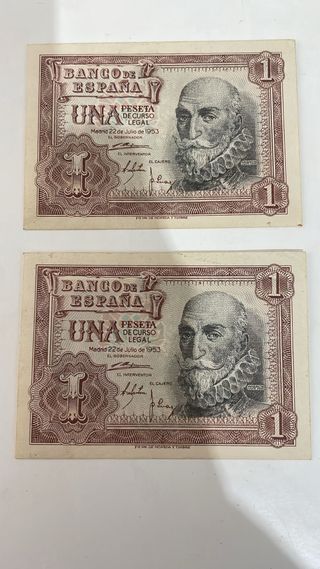 BANCO DE
ESPAÑA
1
UNA PESETA
DE CURSO
LEGAL
Madrid 22 de Julio de 1953
EL GOBERNADOR
EL INTERVENTOR
EL CAJERO
1
1
BANCO DE
ESPAÑA
1
UNA PESETA
DE CURSO
LEGAL
Madrid 22 de Julio de 1953
EL GOBERNADOR
EL INTERVENTOR
EL CAJERO
1
1